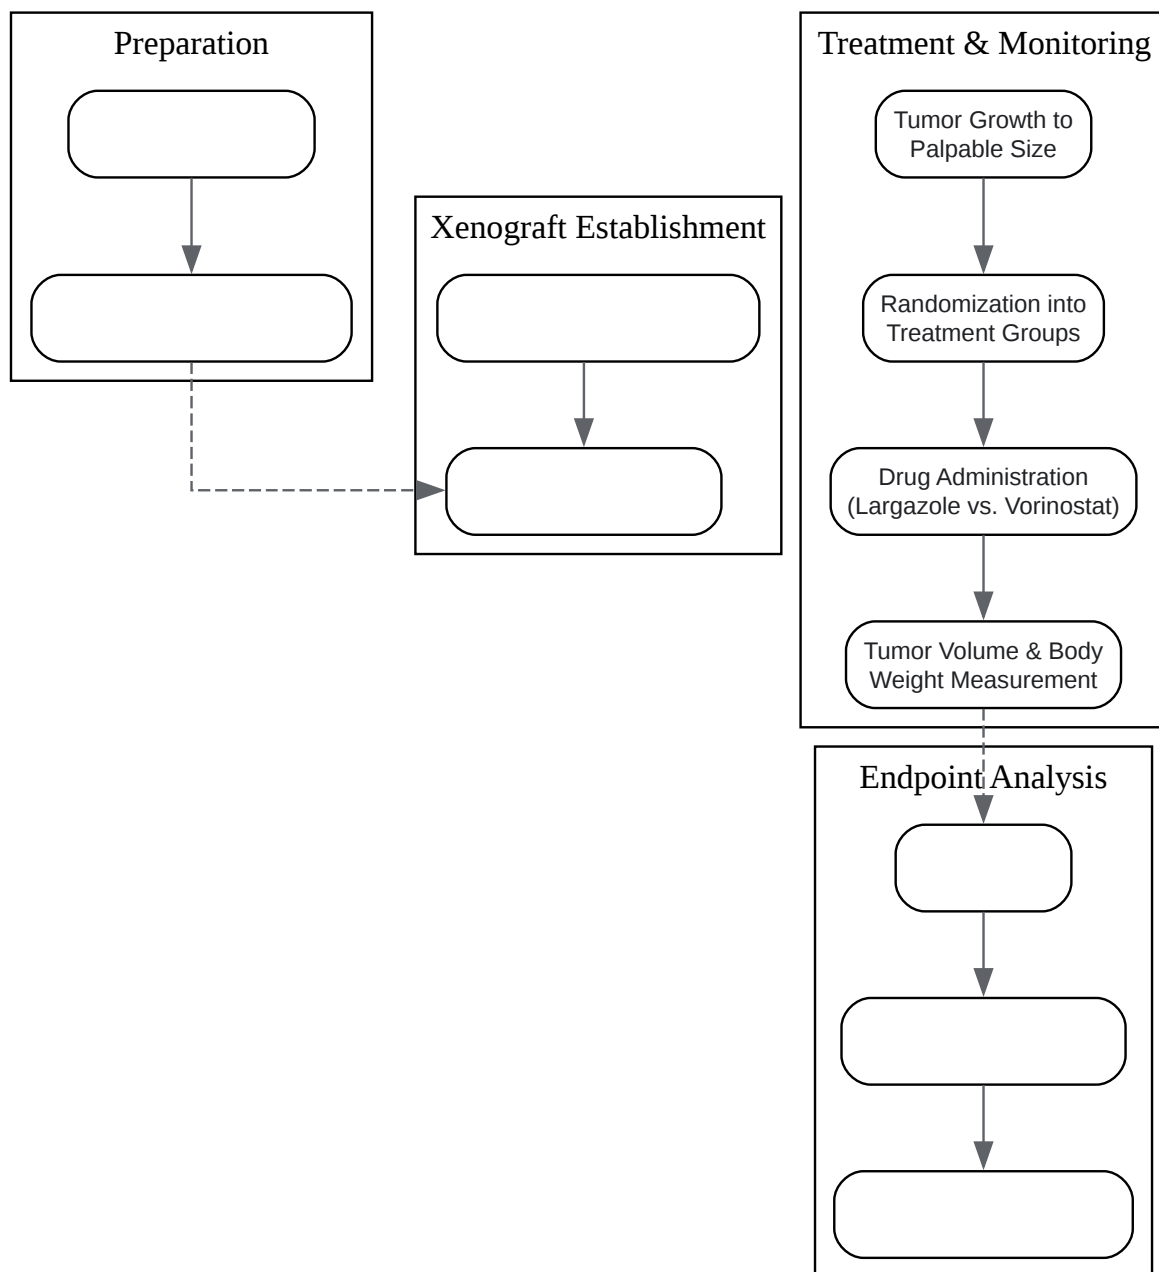 Preparation
Xenograft Establishment
Treatment & Monitoring
Tumor Growth to
Palpable Size
Randomization into
Treatment Groups
Drug Administration
(Largazole vs. Vorinostat)
Tumor Volume & Body
Weight Measurement
Endpoint Analysis